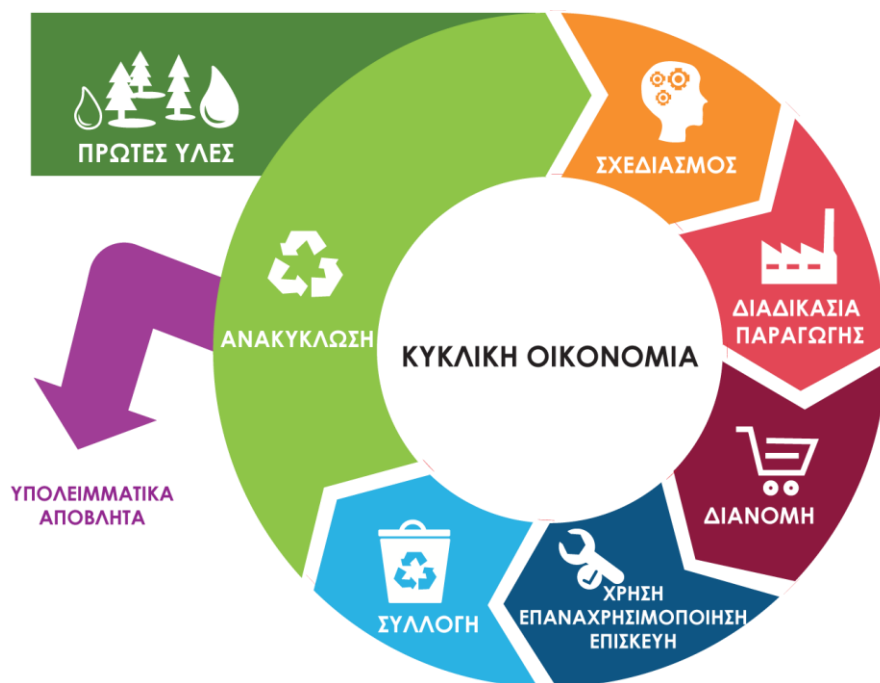 ΠΡΩΤΕΣ ΥΛΕΣ
ΣΧΕΔΙΑΣΜΟΣ
ΔΙΑΔΙΚΑΣΙΑ
ΠΑΡΑΓΩΓΗΣ
ΑΝΑΚΥΚΛΩΣΗ
ΚΥΚΛΙΚΗ ΟΙΚΟΝΟΜΙΑ
ΔΙΑΝΟΜΗ
ΧΡΗΣΗ
ΕΠΑΝΑΧΡΗΣΙΜΟΠΟΙΗΣΗ
ΕΠΙΣΚΕΥΗ
ΣΥΛΛΟΓΗ
ΥΠΟΛΕΙΜΜΑΤΙΚΑ
ΑΠΟΒΛΗΤΑ